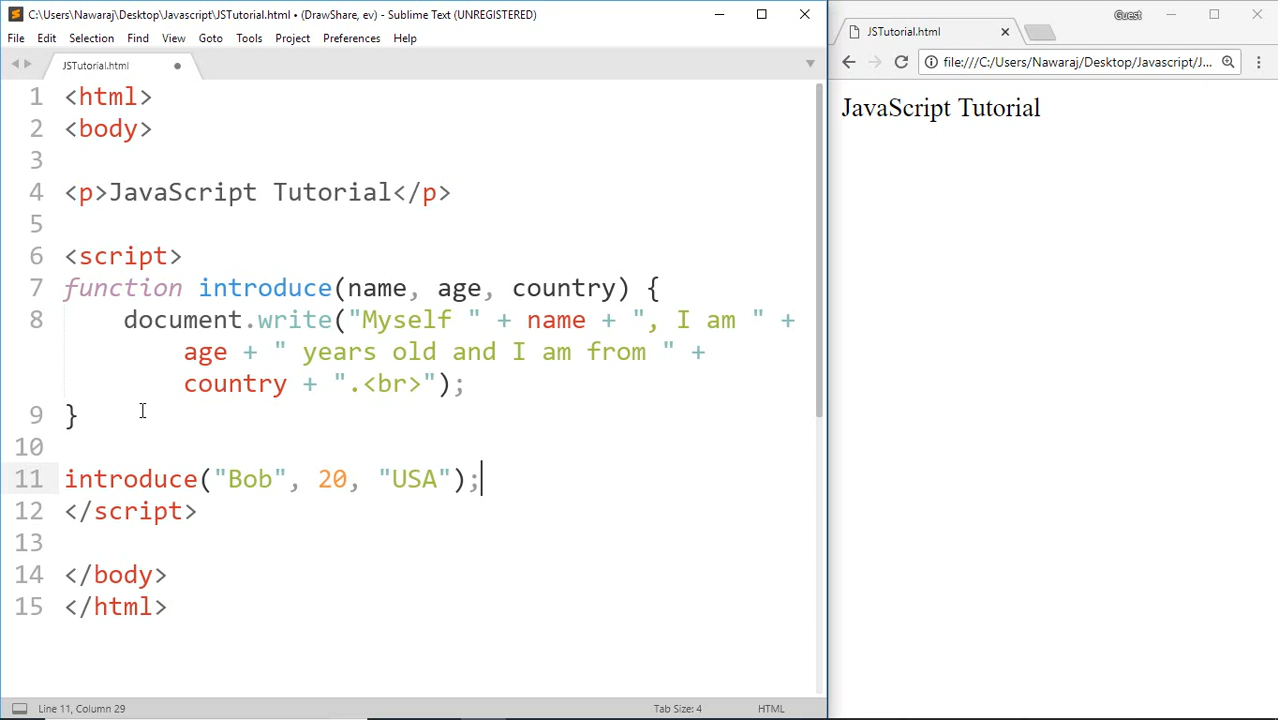 C:\Users\Nawaraj\Desktop\Javascript\JSTutorial.html • (DrawShare, ev) - Sublime Text (UNREGISTERED)
File Edit Selection Find View Goto Tools Project Preferences Help
JSTutorial.html
1 <html>
2 <body>
3
4 <p>JavaScript Tutorial</p>
5
6 <script>
7 function introduce(name, age, country) {
8 document.write("Myself " + name + ", I am " +
age + " years old and I am from " +
country + ".<br>");
9 }
10
11 introduce("Bob", 20, "USA");
12 </script>
13
14 </body>
15 </html>
Line 11, Column 29 Tab Size: 4 HTML
Guest
JSTutorial.html
file:///C:/Users/Nawaraj/Desktop/Javascript/J...
JavaScript Tutorial